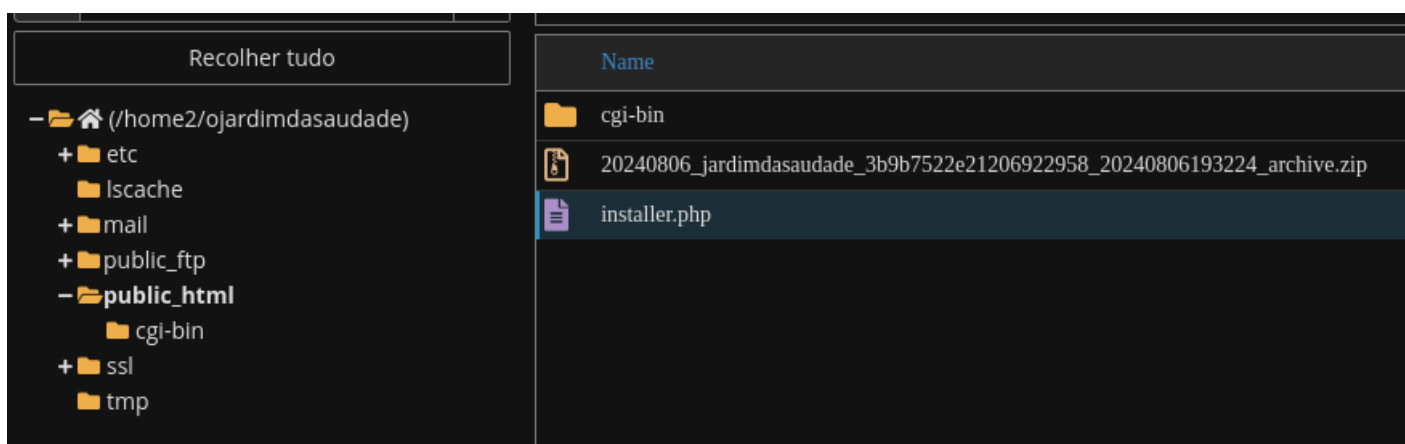 Recolher tudo
(/home2/ojardimdasaudade)
etc
lscache
mail
public_ftp
public_html
cgi-bin
ssl
tmp
Name
cgi-bin
20240806_jardimdasaudade_3b9b7522e21206922958_20240806193224_archive.zip
installer.php